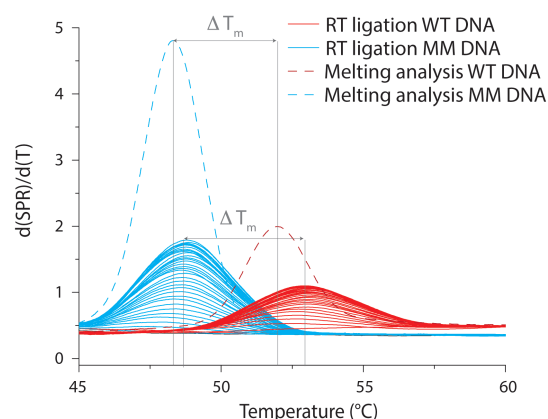 ΔTm
RT ligation WT DNA
RT ligation MM DNA
Melting analysis WT DNA
Melting analysis MM DNA
ΔTm
d(SPR)/d(T)
5
4
3
2
1
0
45
50
55
60
Temperature (°C)